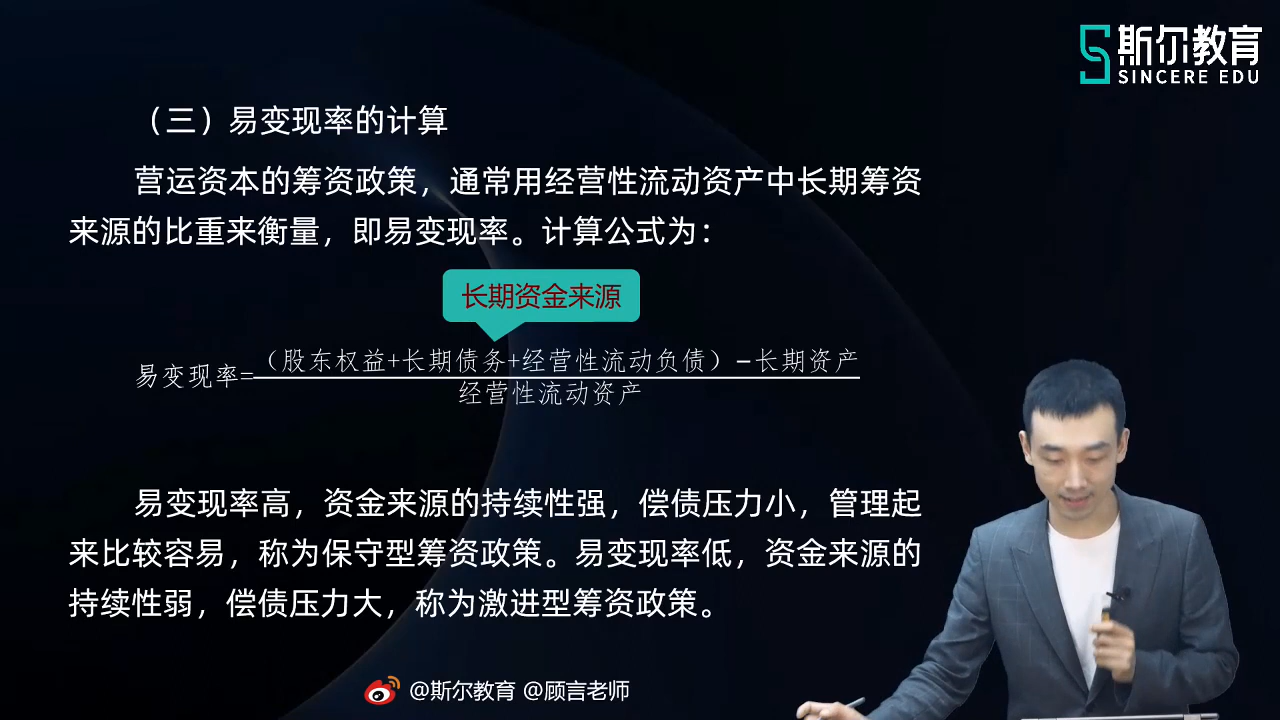 斯尔教育
SINCERE EDU
（三）易变现率的计算
营运资本的筹资政策，通常用经营性流动资产中长期筹资
来源的比重来衡量，即易变现率。计算公式为：
长期资金来源
（股东权益+长期债务+经营性流动负债）-长期资产
易变现率=
经营性流动资产
易变现率高，资金来源的持续性强，偿债压力小，管理起
来比较容易，称为保守型筹资政策。易变现率低，资金来源的
持续性弱，偿债压力大，称为激进型筹资政策。
@斯尔教育 @顾言老师